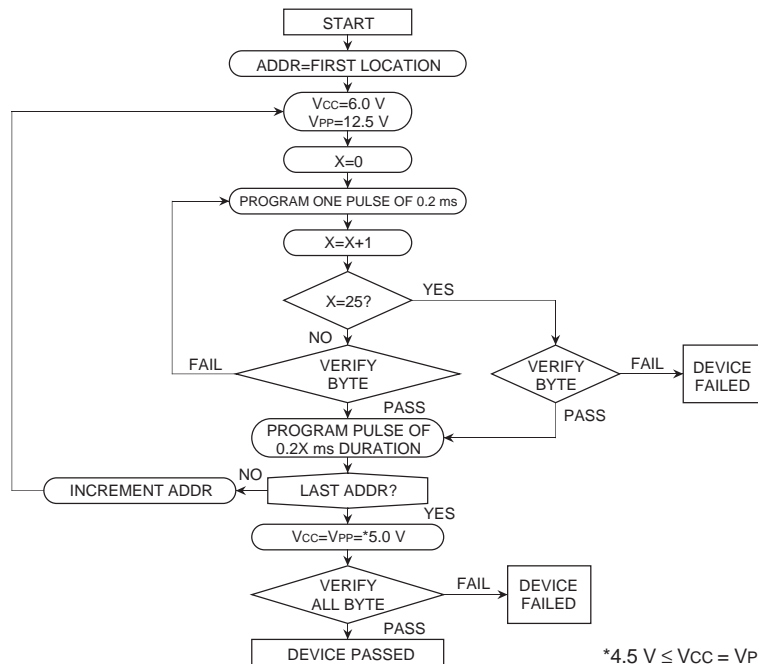 START
ADDR=FIRST LOCATION
VCC=6.0 V
VPP=12.5 V
X=0
PROGRAM ONE PULSE OF 0.2 ms
X=X+1
X=25?
YES
NO
VERIFY
BYTE
FAIL
PASS
VERIFY
BYTE
FAIL
DEVICE
FAILED
PASS
PROGRAM PULSE OF
0.2X ms DURATION
LAST ADDR?
NO
INCREMENT ADDR
YES
VCC=VPP=*5.0 V
VERIFY
ALL BYTE
FAIL
DEVICE
FAILED
PASS
DEVICE PASSED
*4.5 V ≤ VCC = VP